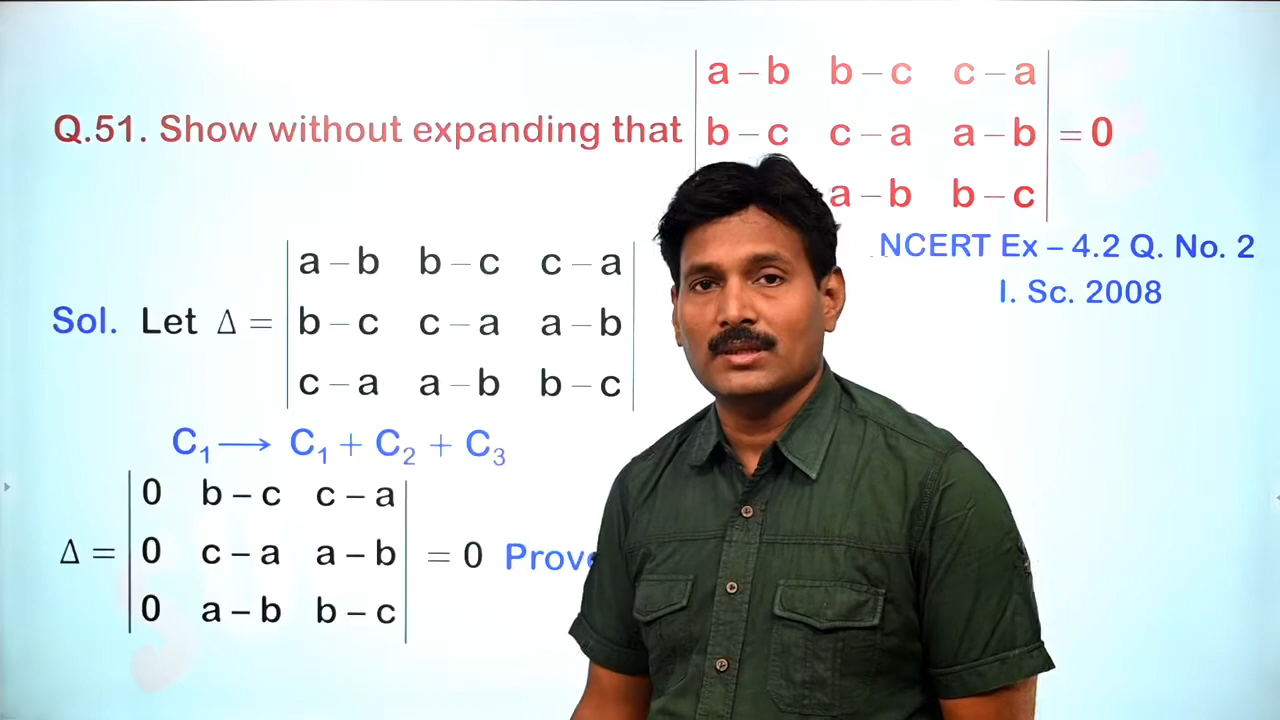 a – b b – c c – a
Q.51. Show without expanding that b – c c – a a – b = 0
a – b b – c
NCERT Ex – 4.2 Q. No. 2
I. Sc. 2008
a – b b – c c – a
Sol. Let Δ = b – c c – a a – b
c – a a – b b – c
C₁ ⟶ C₁ + C₂ + C₃
0 b – c c – a
Δ = 0 c – a a – b = 0 Prove
0 a – b b – c